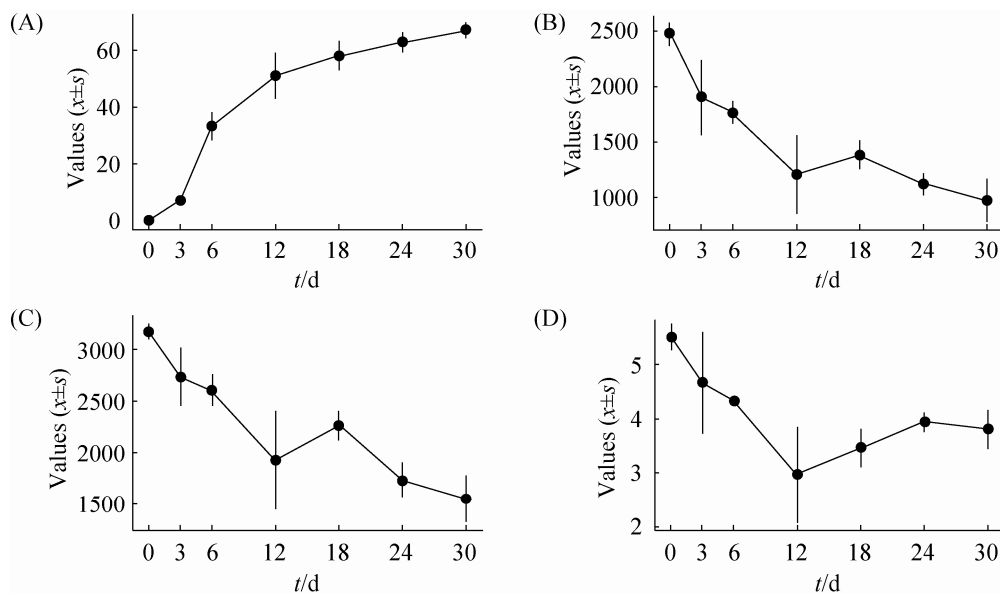 (A)
Values (x±s)
60
40
20
0
0 3 6 12 18 24 30
t/d
(B)
Values (x±s)
2500
2000
1500
1000
0 3 6 12 18 24 30
t/d
(C)
Values (x±s)
3000
2500
2000
1500
0 3 6 12 18 24 30
t/d
(D)
Values (x±s)
5
4
3
2
0 3 6 12 18 24 30
t/d